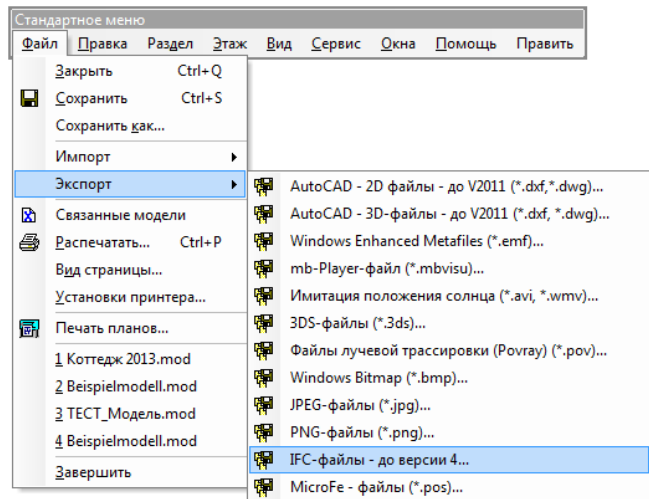 Стандартное меню
Файл Правка Раздел Этаж Вид Сервис Окна Помощь Править
Закрыть Ctrl+Q
Сохранить Ctrl+S
Сохранить как...
Импорт
Экспорт
Связанные модели
Распечатать... Ctrl+P
Вид страницы...
Установки принтера...
Печать планов...
1 Коттедж 2013.mod
2 Beispielmodell.mod
3 ТЕСТ_Модель.mod
4 Beispielmodell.mod
Завершить
AutoCAD - 2D файлы - до V2011 (*.dxf,*.dwg)...
AutoCAD - 3D-файлы - до V2011 (*.dxf, *.dwg)...
Windows Enhanced Metafiles (*.emf)...
mb-Player-файл (*.mbvisu)...
Имитация положения солнца (*.avi, *.wmv)...
3DS-файлы (*.3ds)...
Файлы лучевой трассировки (Povray) (*.pov)...
Windows Bitmap (*.bmp)...
JPEG-файлы (*.jpg)...
PNG-файлы (*.png)...
IFC-файлы - до версии 4...
MicroFe - файлы (*.pos)...